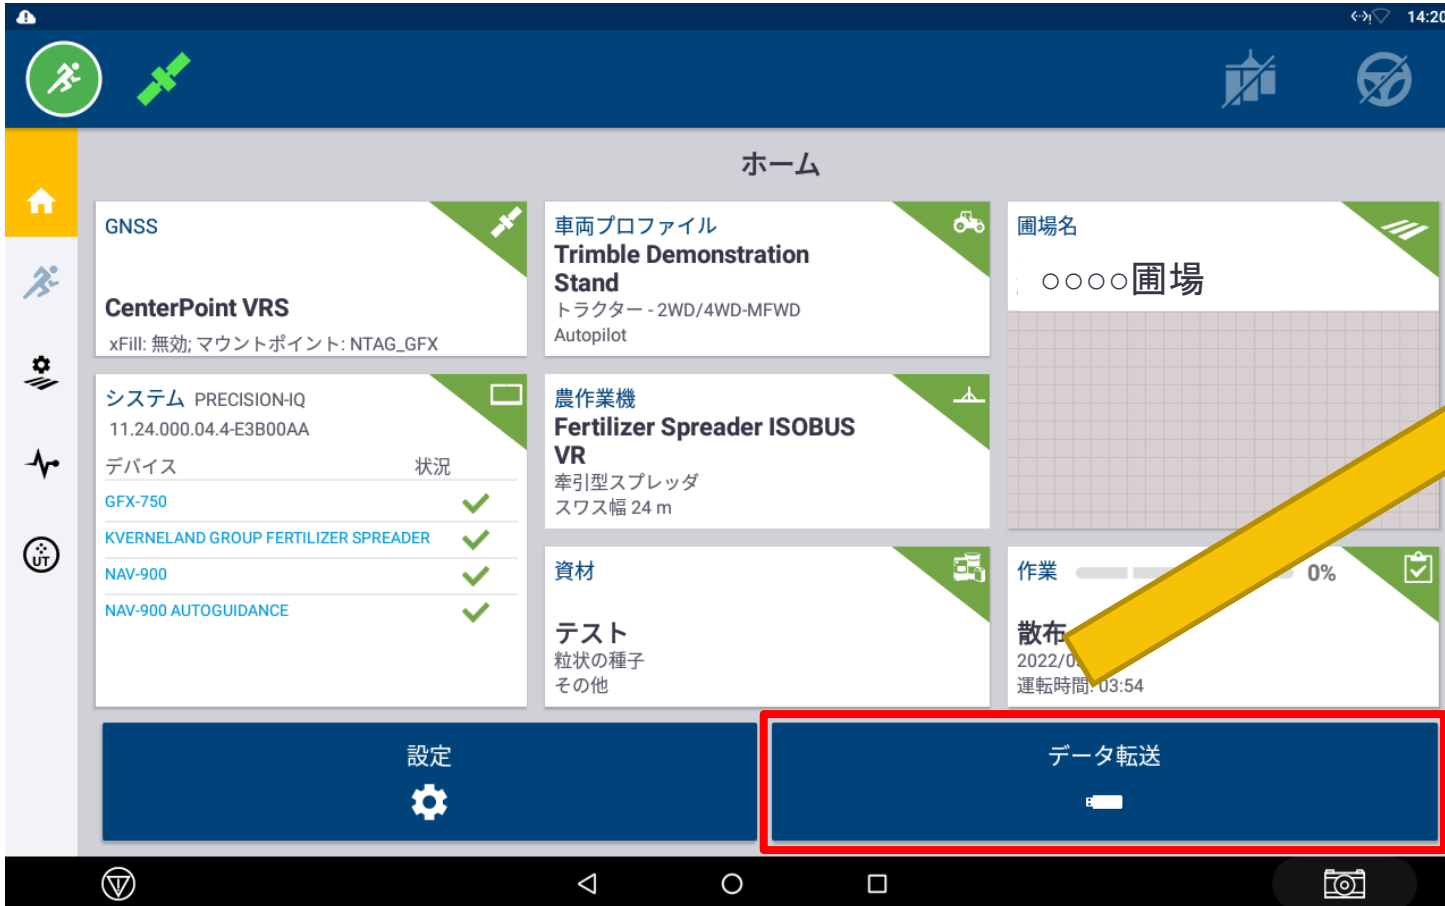 14:20
ホーム
GNSS
CenterPoint VRS
xFill: 無効; マウントポイント: NTAG_GFX
車両プロファイル
Trimble Demonstration
Stand
トラクター - 2WD/4WD-MFWD
Autopilot
圃場名
○○○○圃場
システム PRECISION-IQ
11.24.000.04.4-E3B00AA
デバイス 状況
GFX-750
KVERNELAND GROUP FERTILIZER SPREADER
NAV-900
NAV-900 AUTOGUIDANCE
農作業機
Fertilizer Spreader ISOBUS
VR
牽引型スプレッダ
スワス幅 24 m
資材
テスト
粒状の種子
その他
作業 0%
散布
2022/0
運転時間: 03:54
UT
設定
データ転送